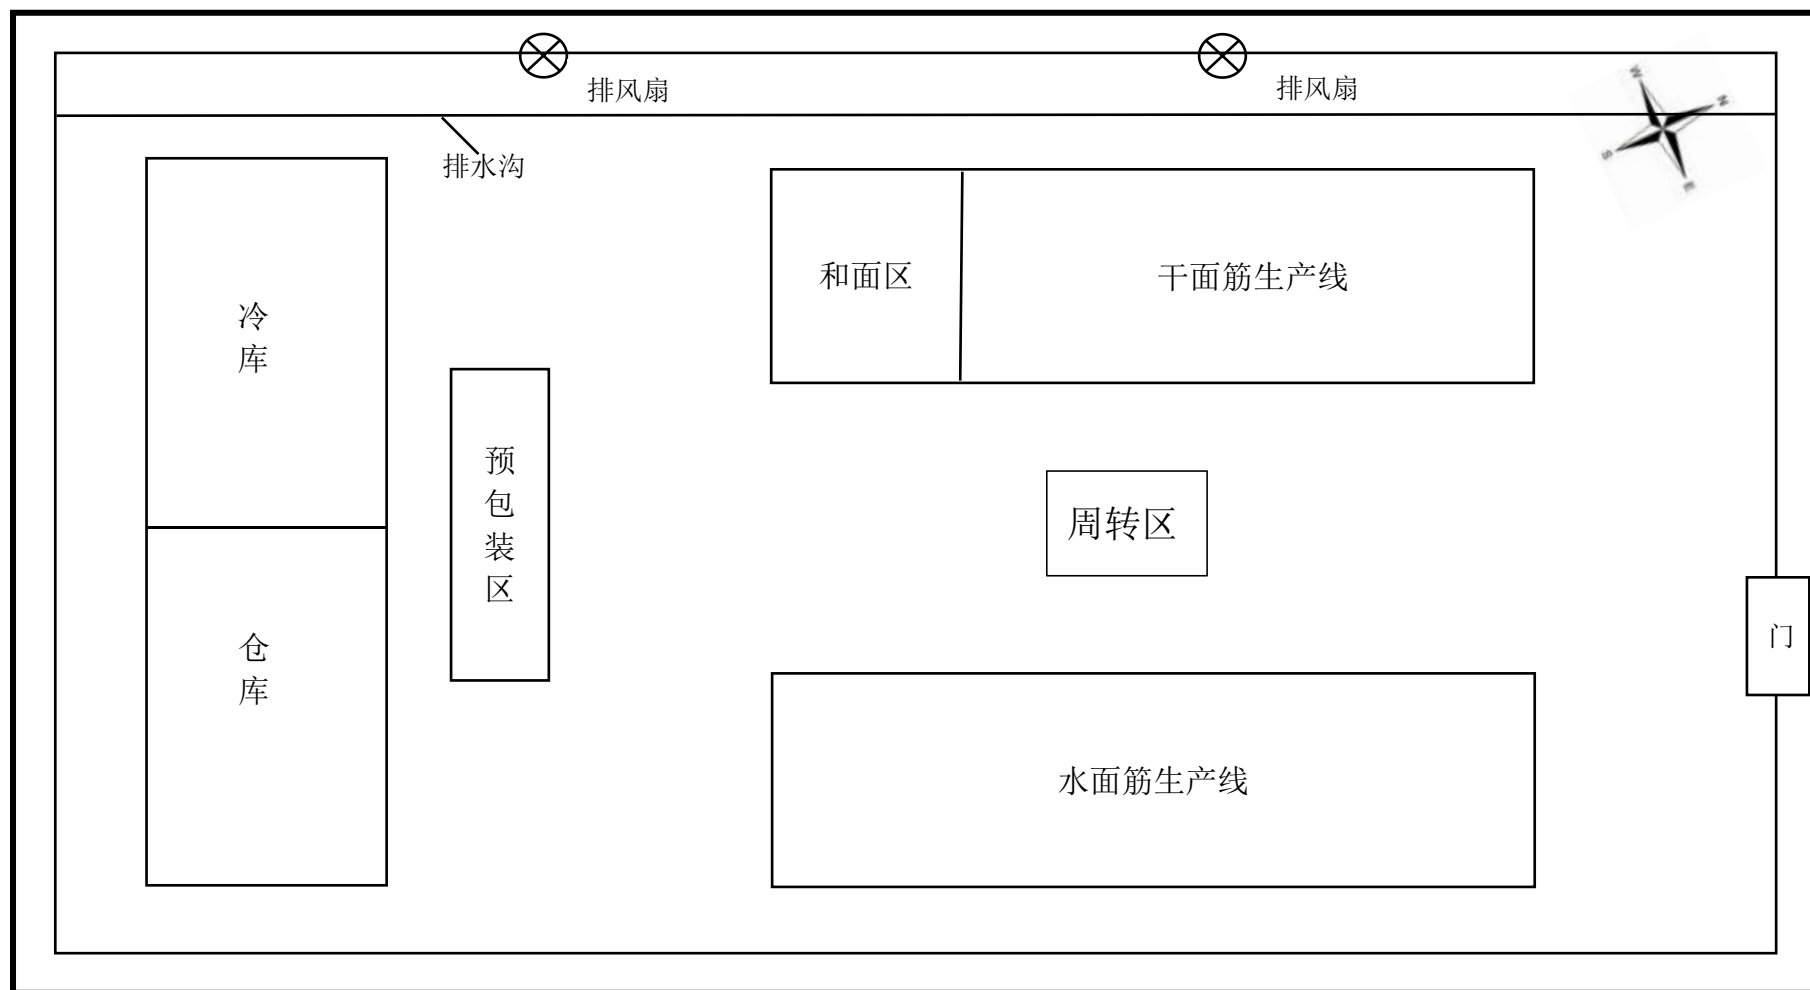 排风扇
排风扇
W
N
S
E
排水沟
和面区
干面筋生产线
冷
库
预
包
装
区
周转区
仓
库
门
水面筋生产线